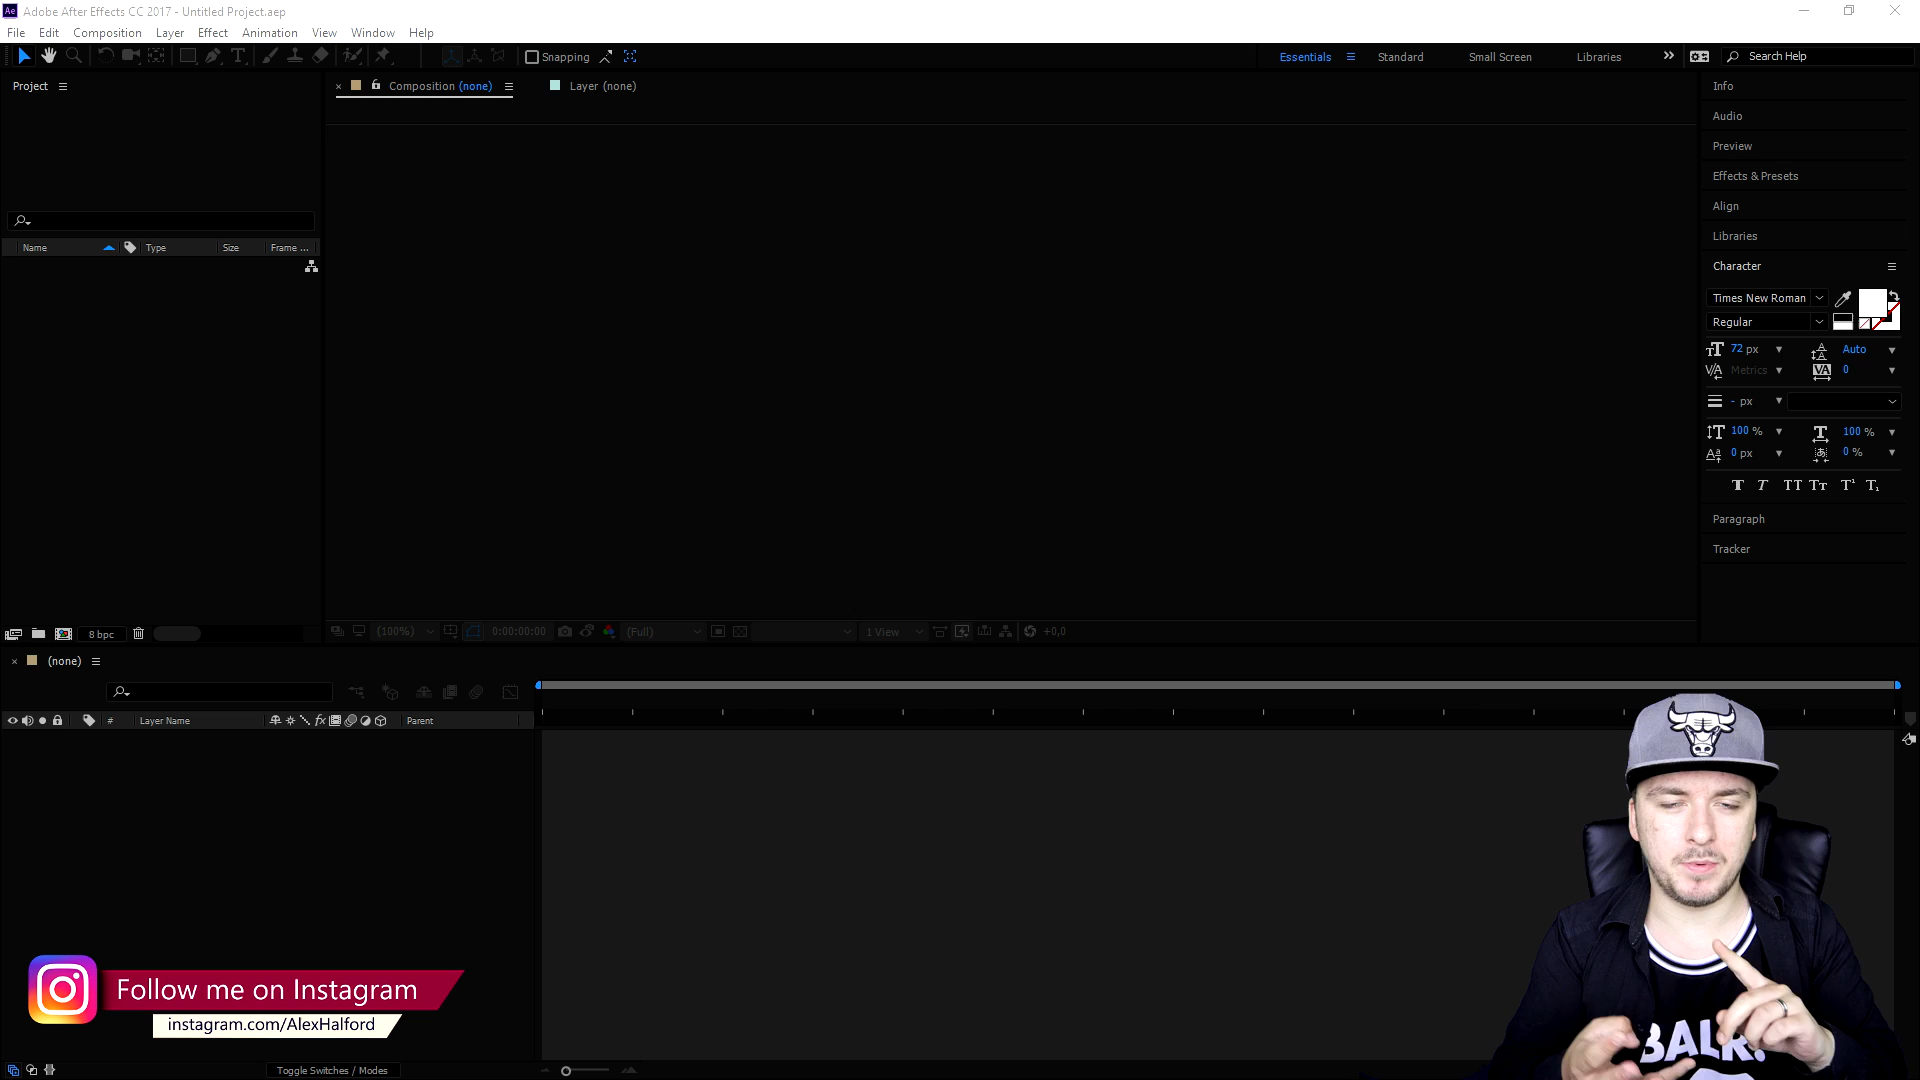 Adobe After Effects CC 2017 - Untitled Project.aep
File Edit Composition Layer Effect Animation View Window Help
Snapping
Essentials Standard Small Screen Libraries Search Help
Project
Composition (none) Layer (none)
Name Type Size Frame ...
Info
Audio
Preview
Effects & Presets
Align
Libraries
Character
Times New Roman
Regular
72 px Auto
Metrics 0
- px
100 % 100 %
0 px 0 %
Paragraph
Tracker
8 bpc
(100%) 0:00:00:00 (Full) 1 View +0,0
(none)
# Layer Name Parent
Follow me on Instagram
instagram.com/AlexHalford
Toggle Switches / Modes
BALR.